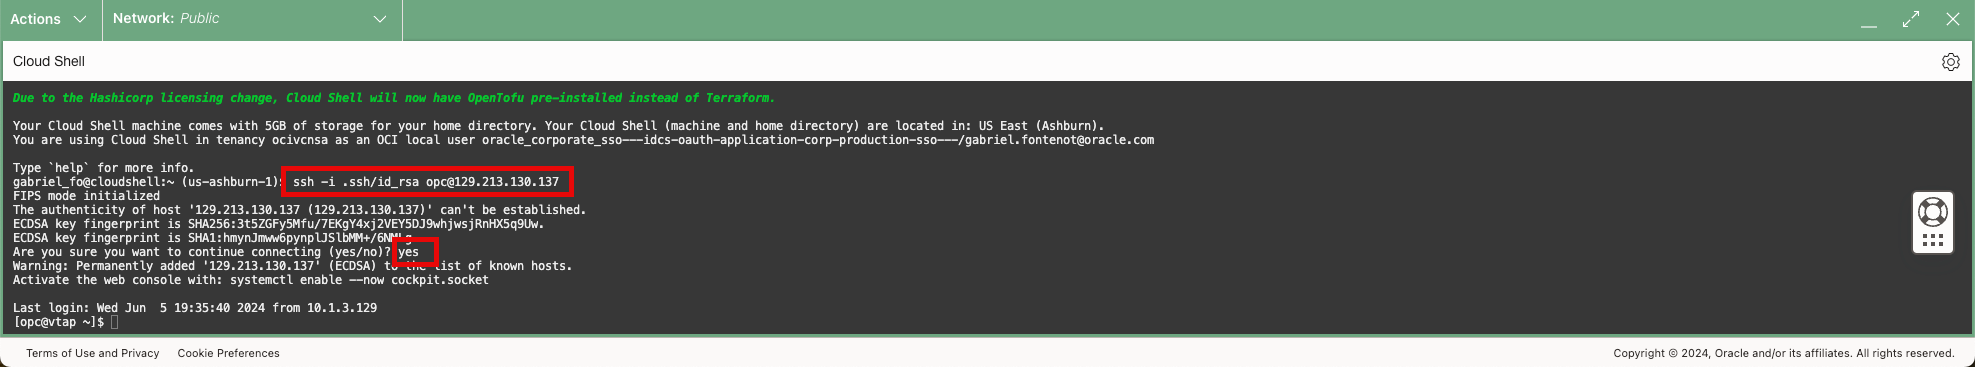 Actions
Network: Public
Cloud Shell
Due to the Hashicorp licensing change, Cloud Shell will now have OpenTofu pre-installed instead of Terraform.
Your Cloud Shell machine comes with 5GB of storage for your home directory. Your Cloud Shell (machine and home directory) are located in: US East (Ashburn).
You are using Cloud Shell in tenancy ocivcnsa as an OCI local user oracle_corporate_sso---idcs-oauth-application-corp-production-sso---/gabriel.fontenot@oracle.com
Type `help` for more info.
gabriel_fo@cloudshell:~ (us-ashburn-1) ssh -i .ssh/id_rsa opc@129.213.130.137
FIPS mode initialized
The authenticity of host '129.213.130.137 (129.213.130.137)' can't be established.
ECDSA key fingerprint is SHA256:3t5ZGFy5Mfu/7EKgY4xj2VEY5DJ9whjwsjRnHX5q9Uw.
ECDSA key fingerprint is
Are you sure you want to continue connecting (yes/no)? yes
Warning: Permanently added '129.213.130.137' (ECDSA) to the list of known hosts.
Activate the web console with: systemctl enable --now cockpit.socket
Last login: Wed Jun  5 19:35:40 2024 from 10.1.3.129
[opc@vtap ~]$
Terms of Use and Privacy
Cookie Preferences
Copyright © 2024, Oracle and/or its affiliates. All rights reserved.